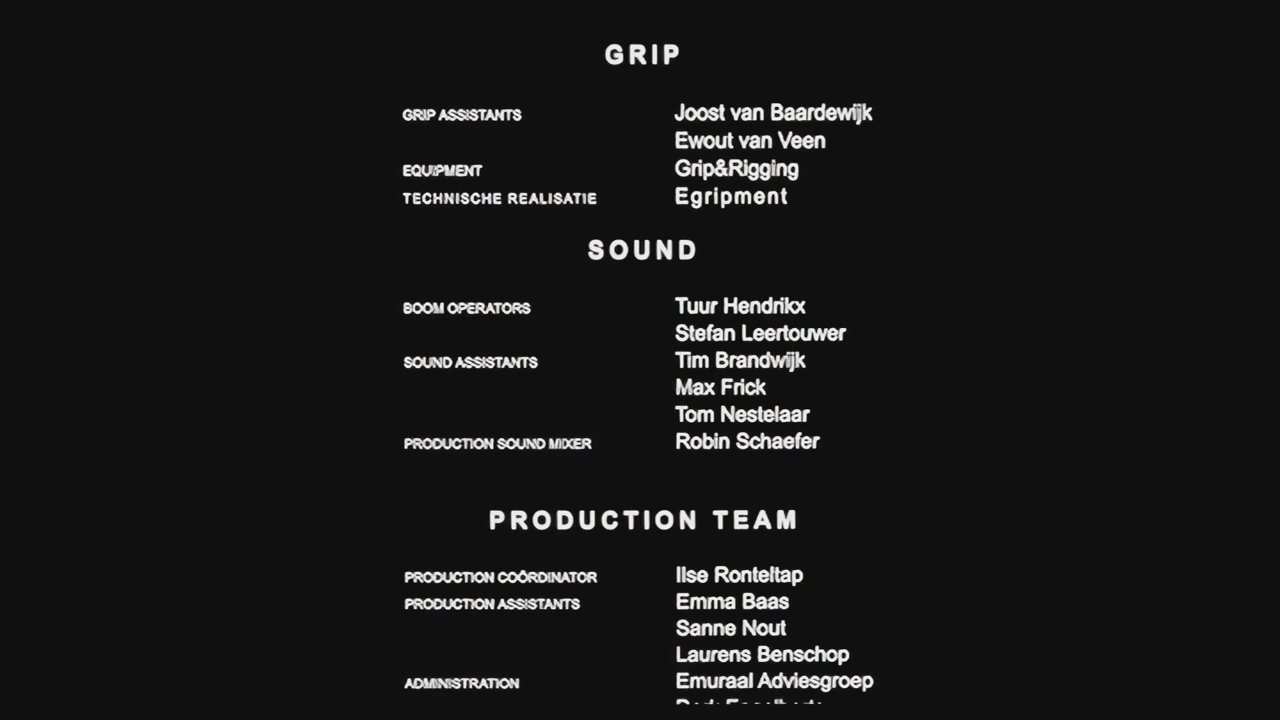 GRIP
GRIP ASSISTANTS Joost van Baardewijk
Ewout van Veen
EQUIPMENT Grip&Rigging
TECHNISCHE REALISATIE Egripment
SOUND
BOOM OPERATORS Tuur Hendrikx
Stefan Leertouwer
SOUND ASSISTANTS Tim Brandwijk
Max Frick
Tom Nestelaar
PRODUCTION SOUND MIXER Robin Schaefer
PRODUCTION TEAM
PRODUCTION COÖRDINATOR Ilse Ronteltap
PRODUCTION ASSISTANTS Emma Baas
Sanne Nout
Laurens Benschop
ADMINISTRATION Emuraal Adviesgroep